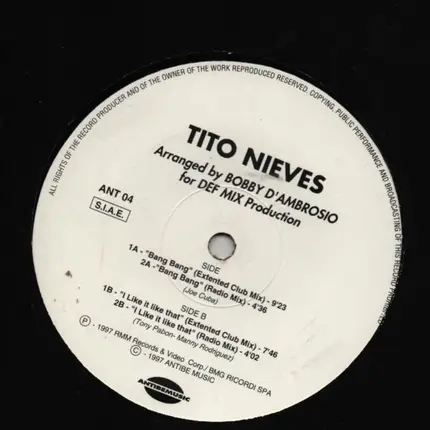 ALL RIGHTS OF THE RECORD PRODUCER AND OF THE OWNER OF THE WORK REPRODUCED RESERVED. COPYING, PUBLIC PERFORMANCE AND BROADCASTING OF THIS RECORD
TITO NIEVES
Arranged by BOBBY D'AMBROSIO
for DEF MIX Production
ANT 04
S.I.A.E.
SIDE
1A - "Bang Bang" (Extented Club Mix) - 9'23
2A - "Bang Bang" (Radio Mix) - 4'36
(Joe Cuba)
SIDE B
1B - "I Like it like that" (Extented Club Mix) - 7'46
2B - "I Like it like that" (Radio Mix) - 4'02
(Tony Pabon- Manny Rodriguez)
Ⓟ - 1997 RMM Records & Video Corp./ BMG RICORDI SPA
© - 1997 ANTIBE MUSIC
ANTIBEMUSIC